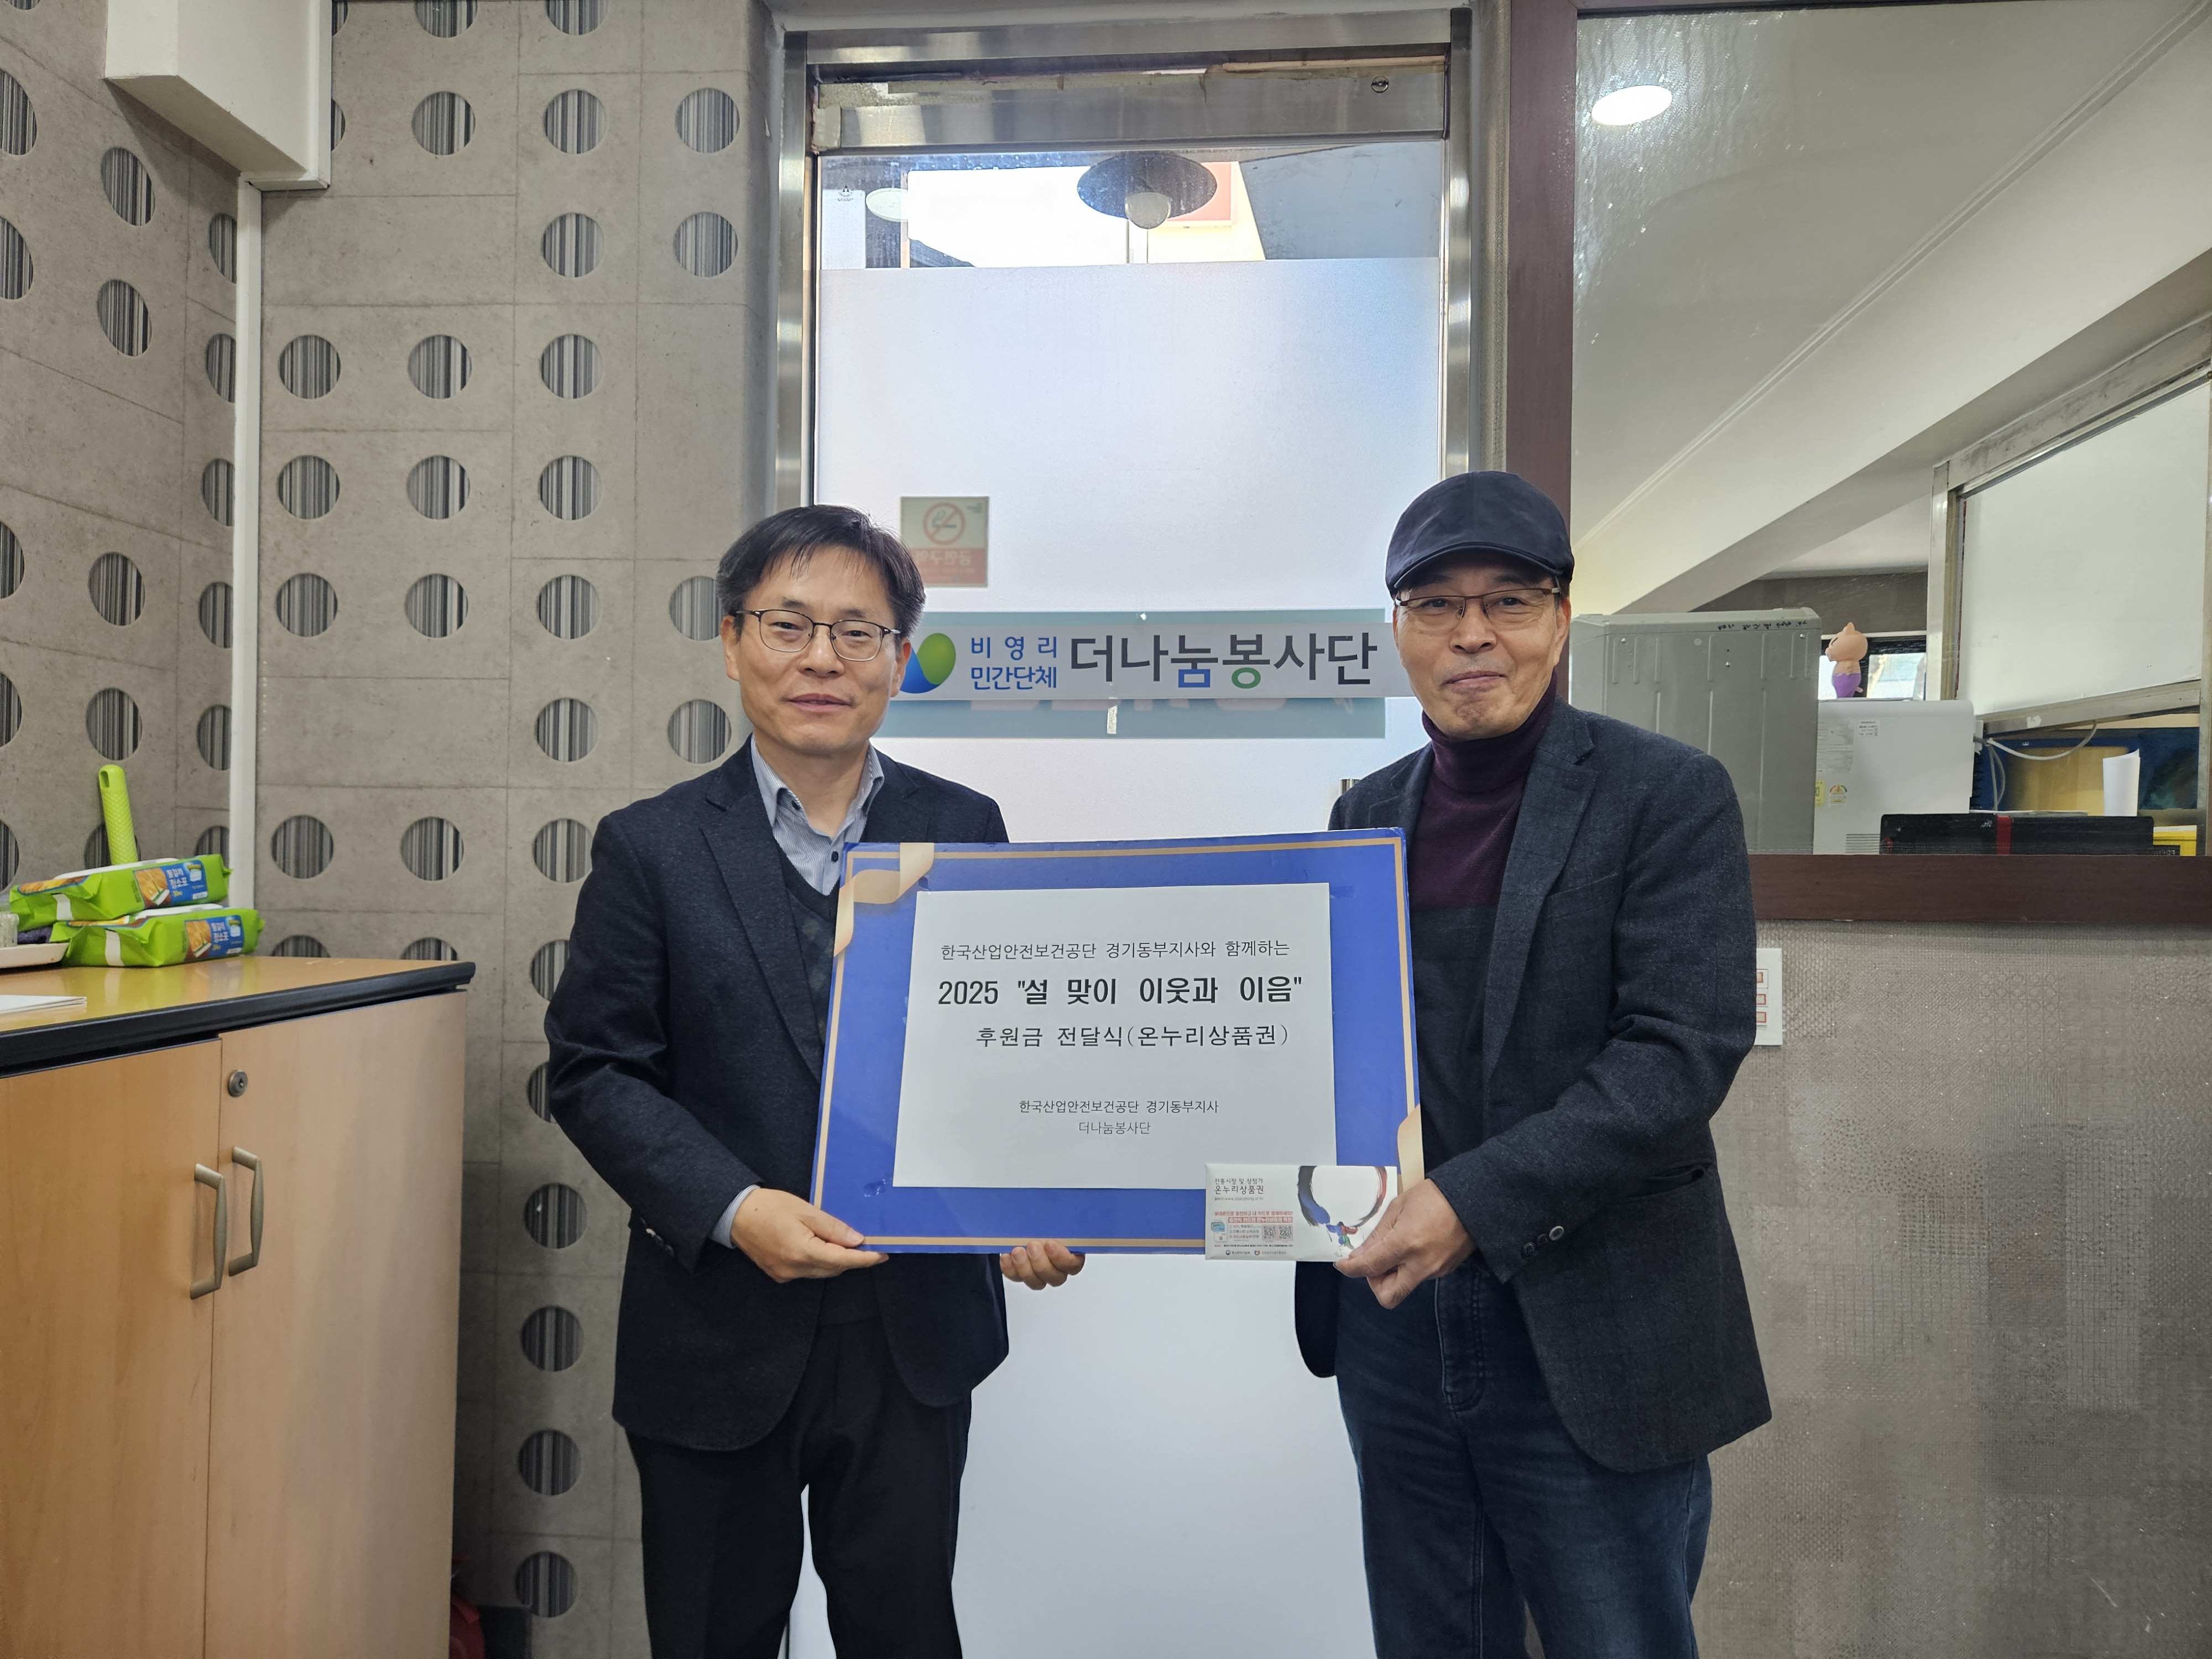 비영리
민간단체
더나눔봉사단
한국산업안전보건공단 경기동부지사와 함께하는
2025 "설 맞이 이웃과 이음"
후원금 전달식(온누리상품권)
한국산업안전보건공단 경기동부지사
더나눔봉사단
전통시장 및 상점가
온누리상품권